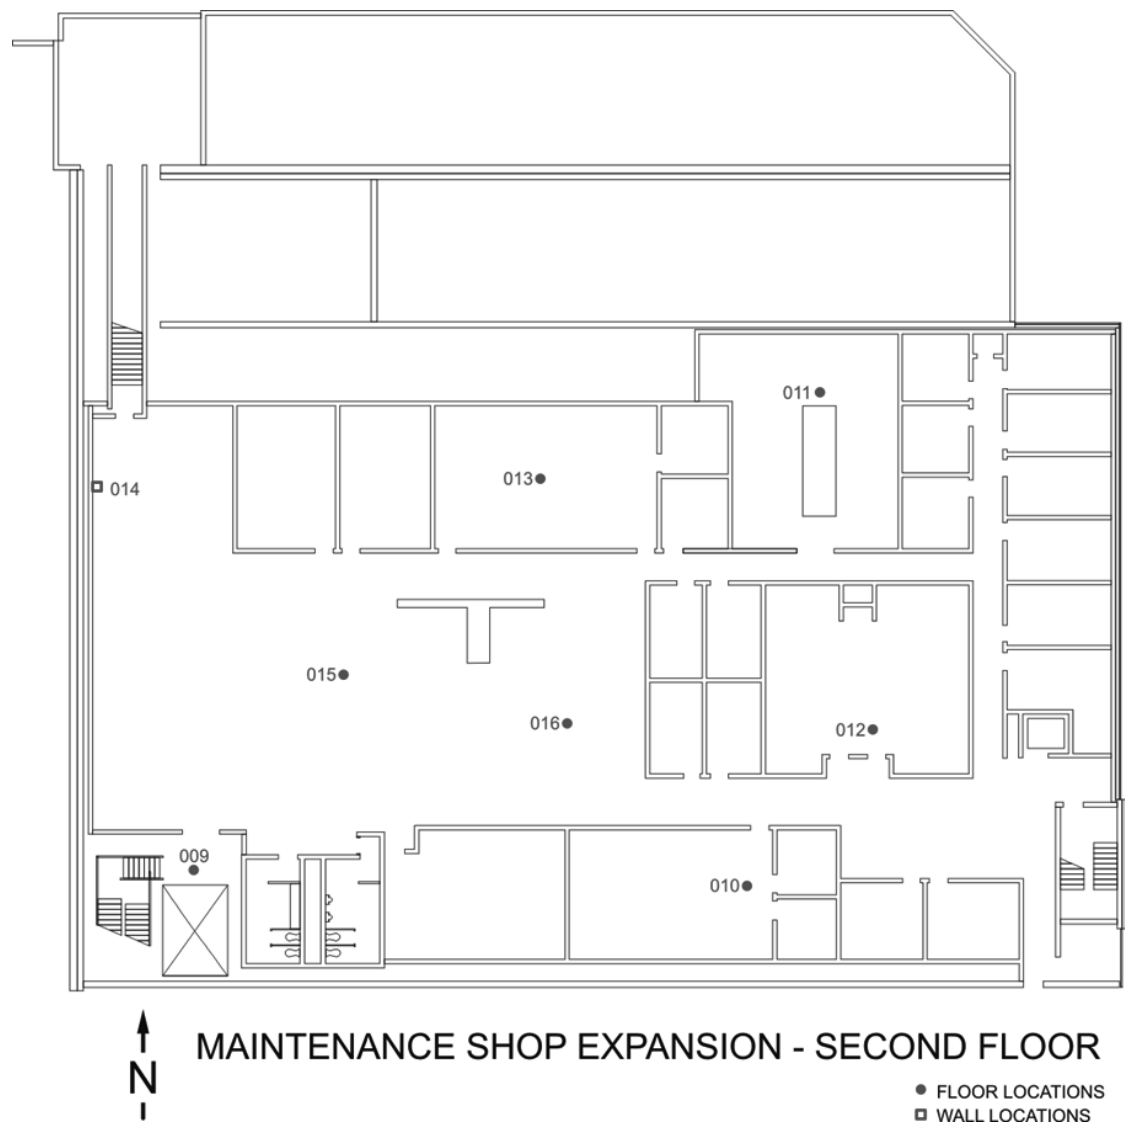 011
013
014
015
016
012
009
010
N
MAINTENANCE SHOP EXPANSION - SECOND FLOOR
FLOOR LOCATIONS
WALL LOCATIONS